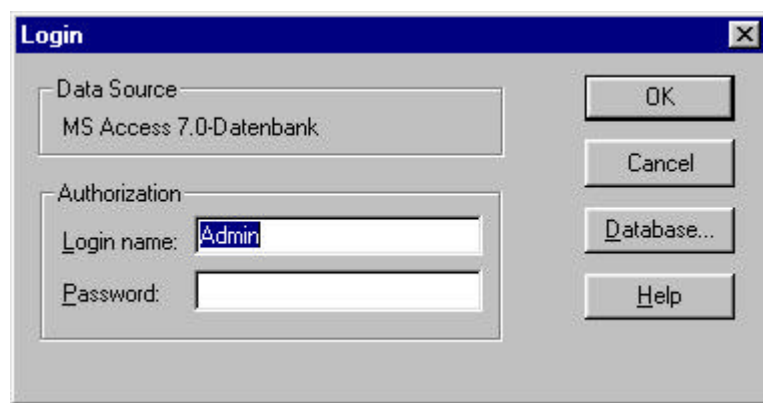 Login
Data Source
MS Access 7.0-Datenbank
OK
Cancel
Authorization
Login name: Admin
Database...
Password:
Help